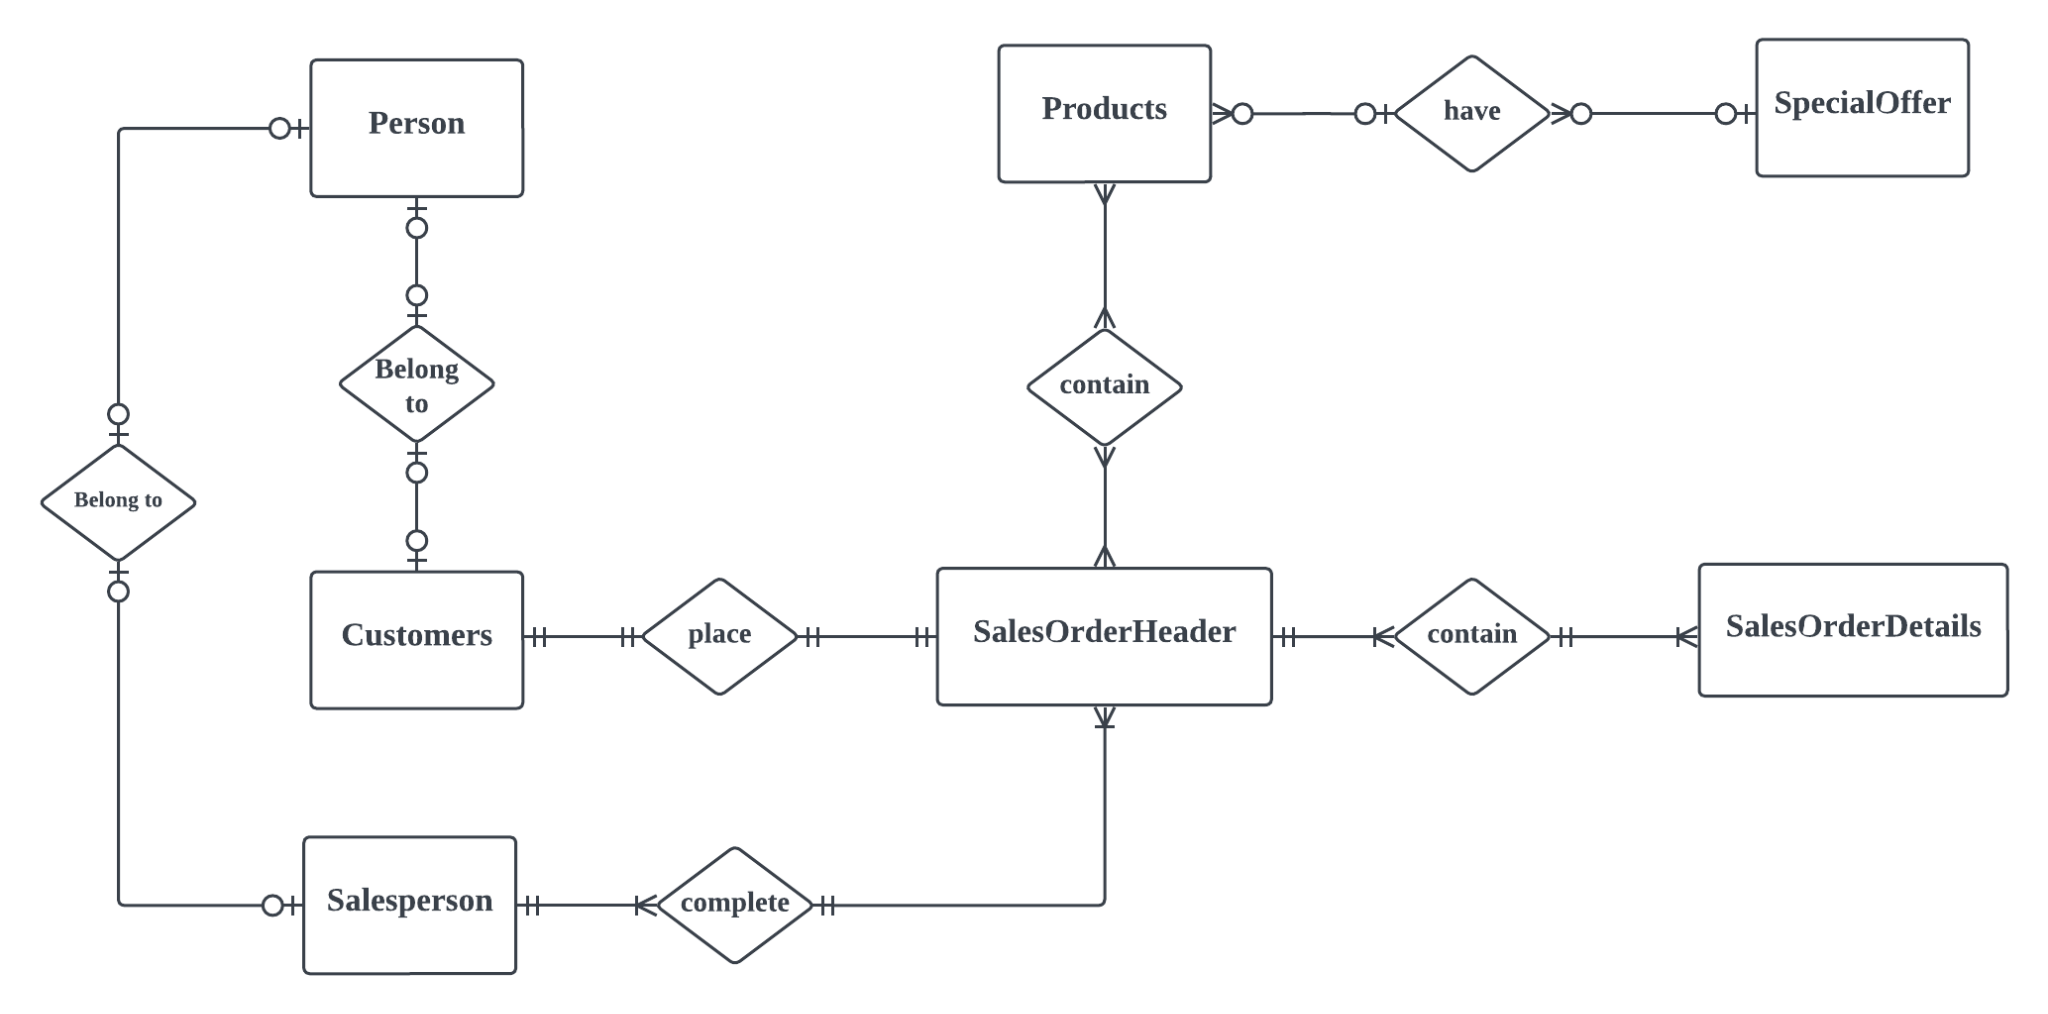 SpecialOffer
Products
have
Person
Belong
to
contain
Belong to
Customers
place
SalesOrderHeader
contain
SalesOrderDetails
Salesperson
complete